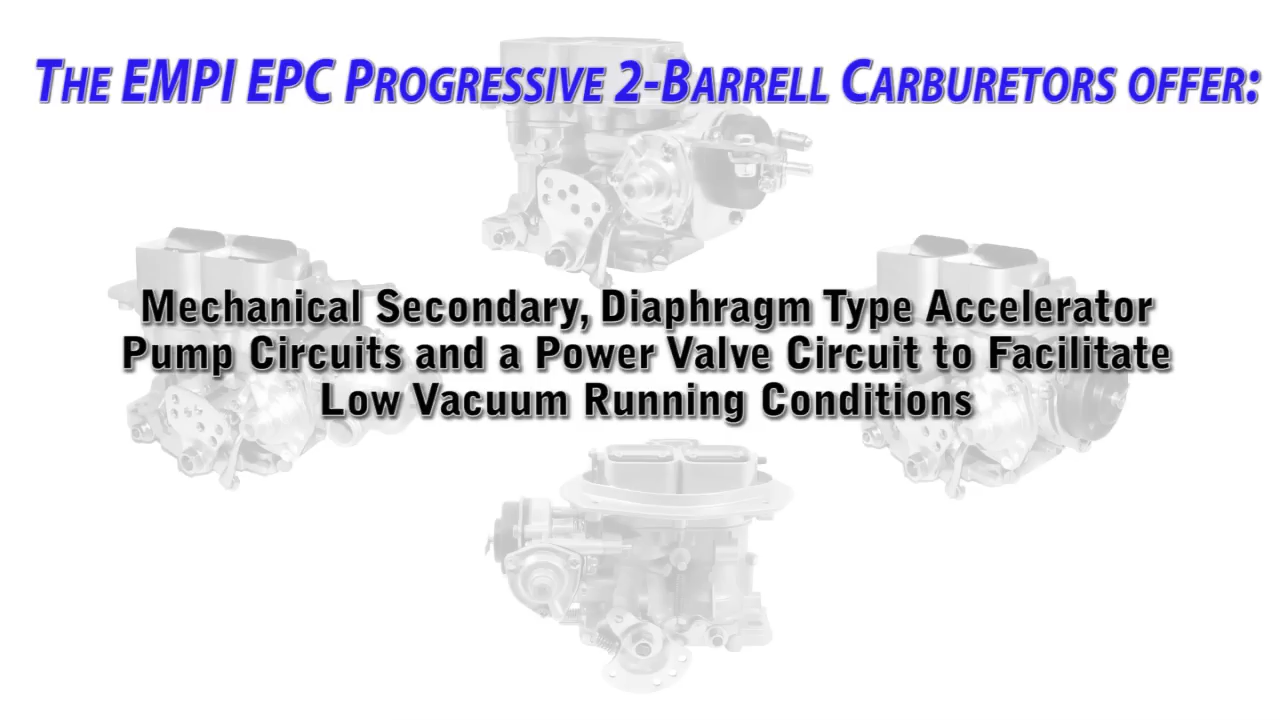 The EMPI EPC Progressive 2-Barrell Carburetors offer:
Mechanical Secondary, Diaphragm Type Accelerator
Pump Circuits and a Power Valve Circuit to Facilitate
Low Vacuum Running Conditions